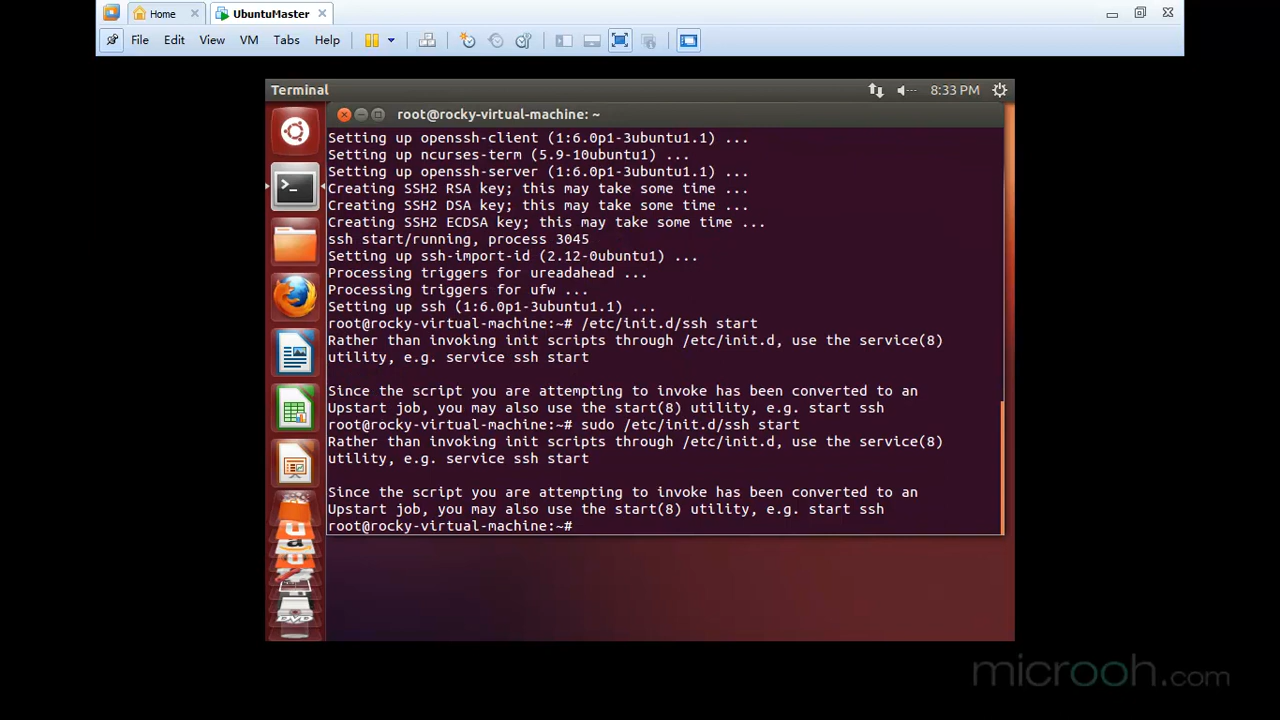 Home
UbuntuMaster
File Edit View VM Tabs Help
Terminal
8:33 PM
root@rocky-virtual-machine: ~
Setting up openssh-client (1:6.0p1-3ubuntu1.1) ...
Setting up ncurses-term (5.9-10ubuntu1) ...
Setting up openssh-server (1:6.0p1-3ubuntu1.1) ...
Creating SSH2 RSA key; this may take some time ...
Creating SSH2 DSA key; this may take some time ...
Creating SSH2 ECDSA key; this may take some time ...
ssh start/running, process 3045
Setting up ssh-import-id (2.12-0ubuntu1) ...
Processing triggers for ureadahead ...
Processing triggers for ufw ...
Setting up ssh (1:6.0p1-3ubuntu1.1) ...
root@rocky-virtual-machine:~# /etc/init.d/ssh start
Rather than invoking init scripts through /etc/init.d, use the service(8)
utility, e.g. service ssh start
Since the script you are attempting to invoke has been converted to an
Upstart job, you may also use the start(8) utility, e.g. start ssh
root@rocky-virtual-machine:~# sudo /etc/init.d/ssh start
Rather than invoking init scripts through /etc/init.d, use the service(8)
utility, e.g. service ssh start
Since the script you are attempting to invoke has been converted to an
Upstart job, you may also use the start(8) utility, e.g. start ssh
root@rocky-virtual-machine:~#
DVD
microoh.com